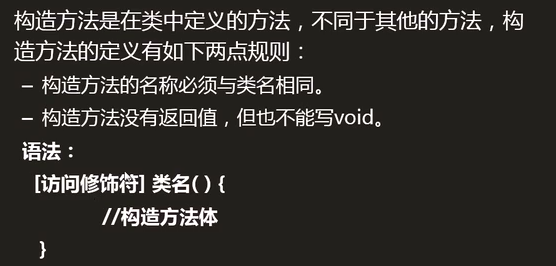 构造方法是在类中定义的方法，不同于其他的方法，构
造方法的定义有如下两点规则：
– 构造方法的名称必须与类名相同。
– 构造方法没有返回值，但也不能写void。
语法：
[访问修饰符] 类名( ) {
//构造方法体
}